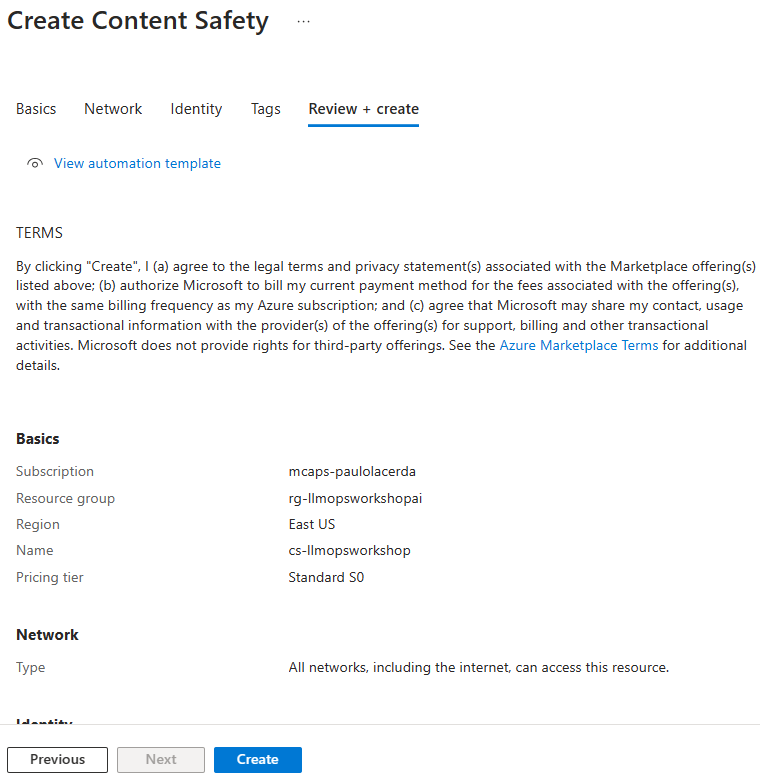 Create Content Safety ...
Basics Network Identity Tags Review + create
View automation template
TERMS
By clicking "Create", I (a) agree to the legal terms and privacy statement(s) associated with the Marketplace offering(s)
listed above; (b) authorize Microsoft to bill my current payment method for the fees associated with the offering(s),
with the same billing frequency as my Azure subscription; and (c) agree that Microsoft may share my contact, usage
and transactional information with the provider(s) of the offering(s) for support, billing and other transactional
activities. Microsoft does not provide rights for third-party offerings. See the Azure Marketplace Terms for additional
details.
Basics
Subscription mcaps-paulolacerda
Resource group rg-llmopsworkshopai
Region East US
Name cs-llmopsworkshop
Pricing tier Standard S0
Network
Type All networks, including the internet, can access this resource.
Identity
Previous Next Create